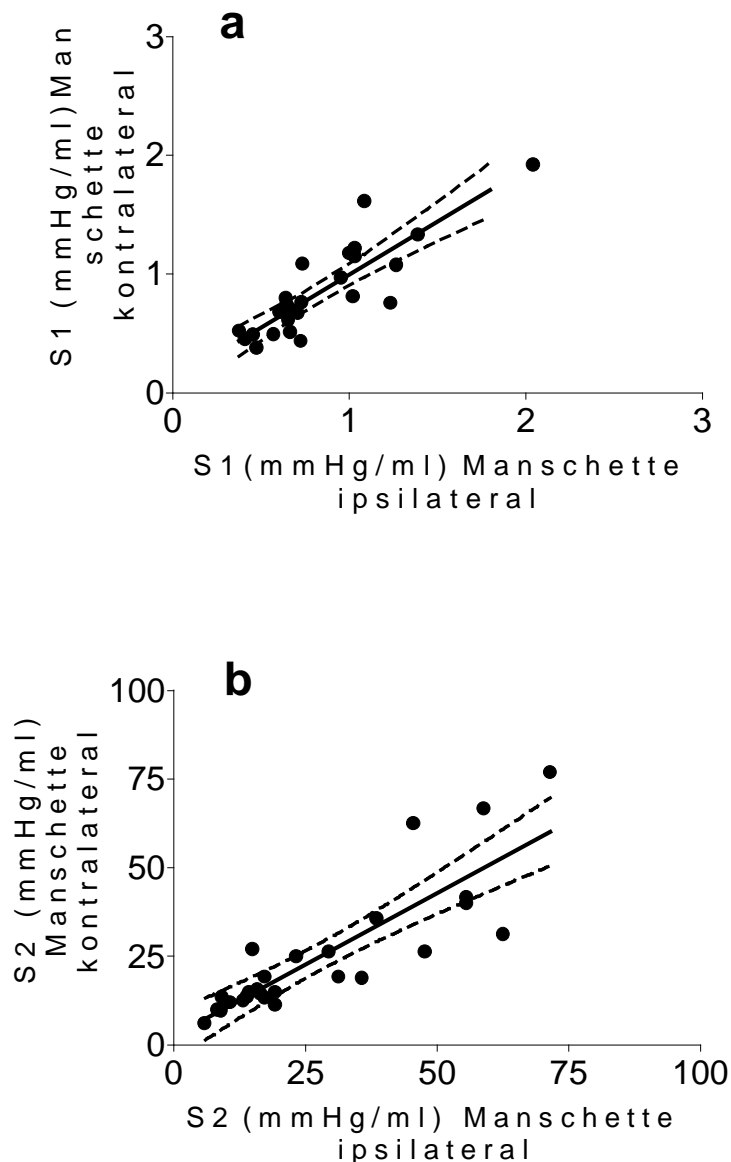 a
S1 (mmHg/ml)Man
schette
kontralateral
3
2
1
0
0 1 2 3
S1(mmHg/ml) Manschette
ipsilateral
b
S2 (mmHg/ml)
Manschette
kontralateral
100
75
50
25
0
0 25 50 75 100
S2 (mmHg/ml) Manschette
ipsilateral